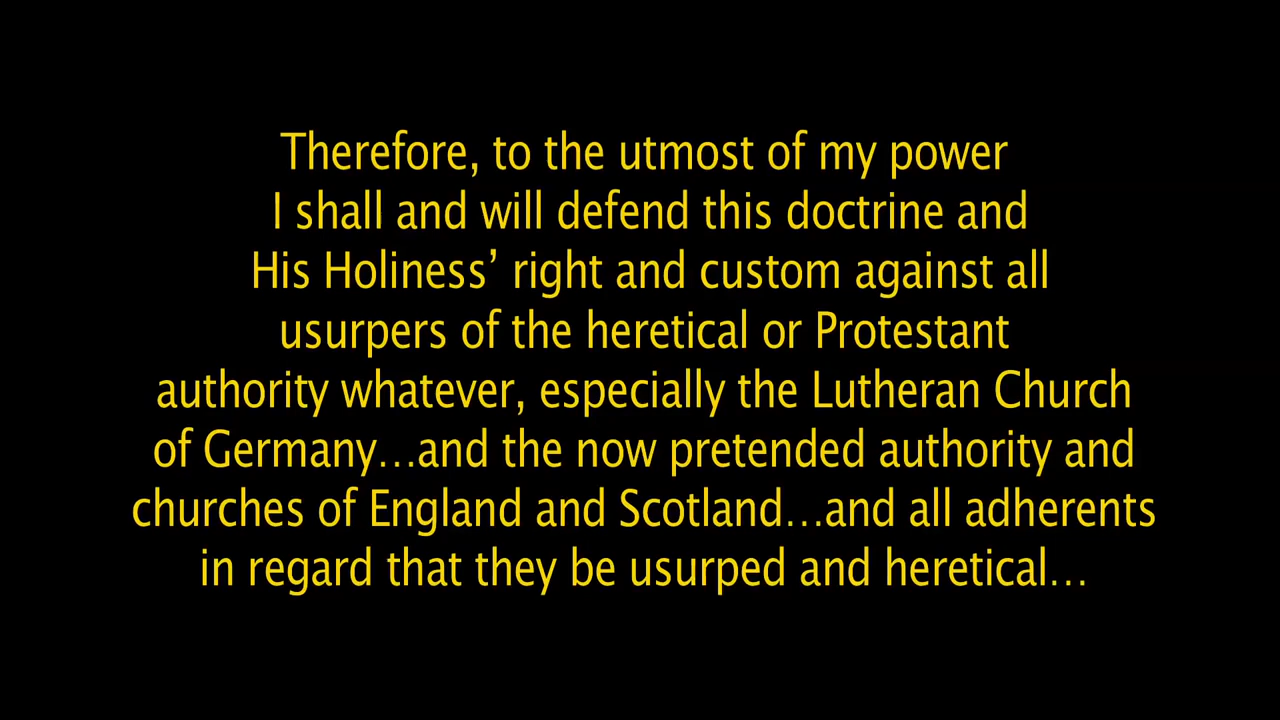 Therefore, to the utmost of my power
I shall and will defend this doctrine and
His Holiness’ right and custom against all
usurpers of the heretical or Protestant
authority whatever, especially the Lutheran Church
of Germany…and the now pretended authority and
churches of England and Scotland…and all adherents
in regard that they be usurped and heretical…